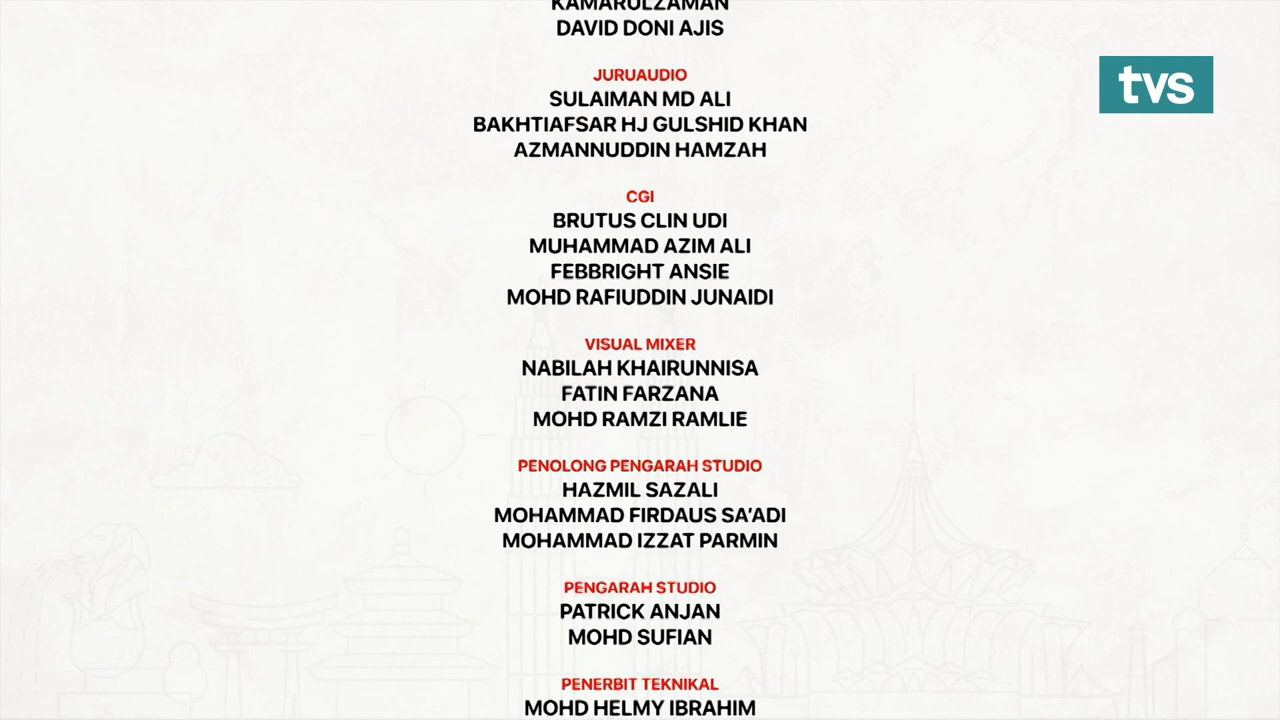 KAMARULZAMAN
DAVID DONI AJIS
tvs
JURUAUDIO
SULAIMAN MD ALI
BAKHTIAFSAR HJ GULSHID KHAN
AZMANNUDDIN HAMZAH
CGI
BRUTUS CLIN UDI
MUHAMMAD AZIM ALI
FEBBRIGHT ANSIE
MOHD RAFIUDDIN JUNAIDI
VISUAL MIXER
NABILAH KHAIRUNNISA
FATIN FARZANA
MOHD RAMZI RAMLIE
PENOLONG PENGARAH STUDIO
HAZMIL SAZALI
MOHAMMAD FIRDAUS SA'ADI
MOHAMMAD IZZAT PARMIN
PENGARAH STUDIO
PATRICK ANJAN
MOHD SUFIAN
PENERBIT TEKNIKAL
MOHD HELMY IBRAHIM